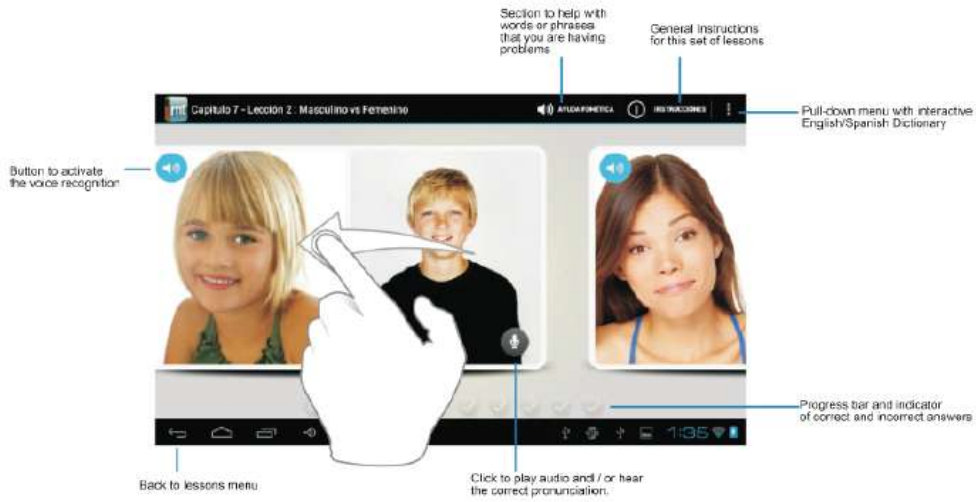 Section to help with
words or phrases
that you are having
problems
General Instructions
for this set of lessons
Capitulo 7 - Lección 2 : Masculino vs Femenino
AYUDA FONETICA
INSTRUCCIONES
Pull-down menu with interactive
English/Spanish Dictionary
Button to activate
the voice recognition
Progress bar and indicator
of correct and incorrect answers
1:35
Back to lessons menu
Click to play audio and / or hear
the correct pronunciation.